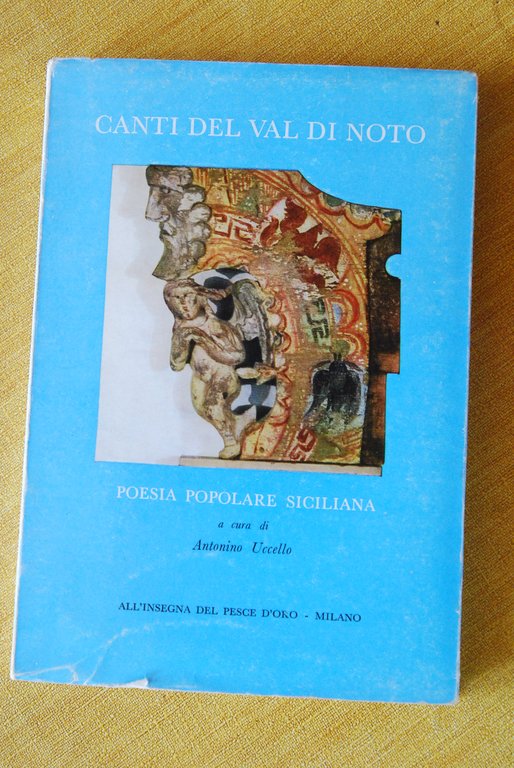 CANTI DEL VAL DI NOTO
POESIA POPOLARE SICILIANA
a cura di
Antonino Uccello
ALL'INSEGNA DEL PESCE D'ORO - MILANO